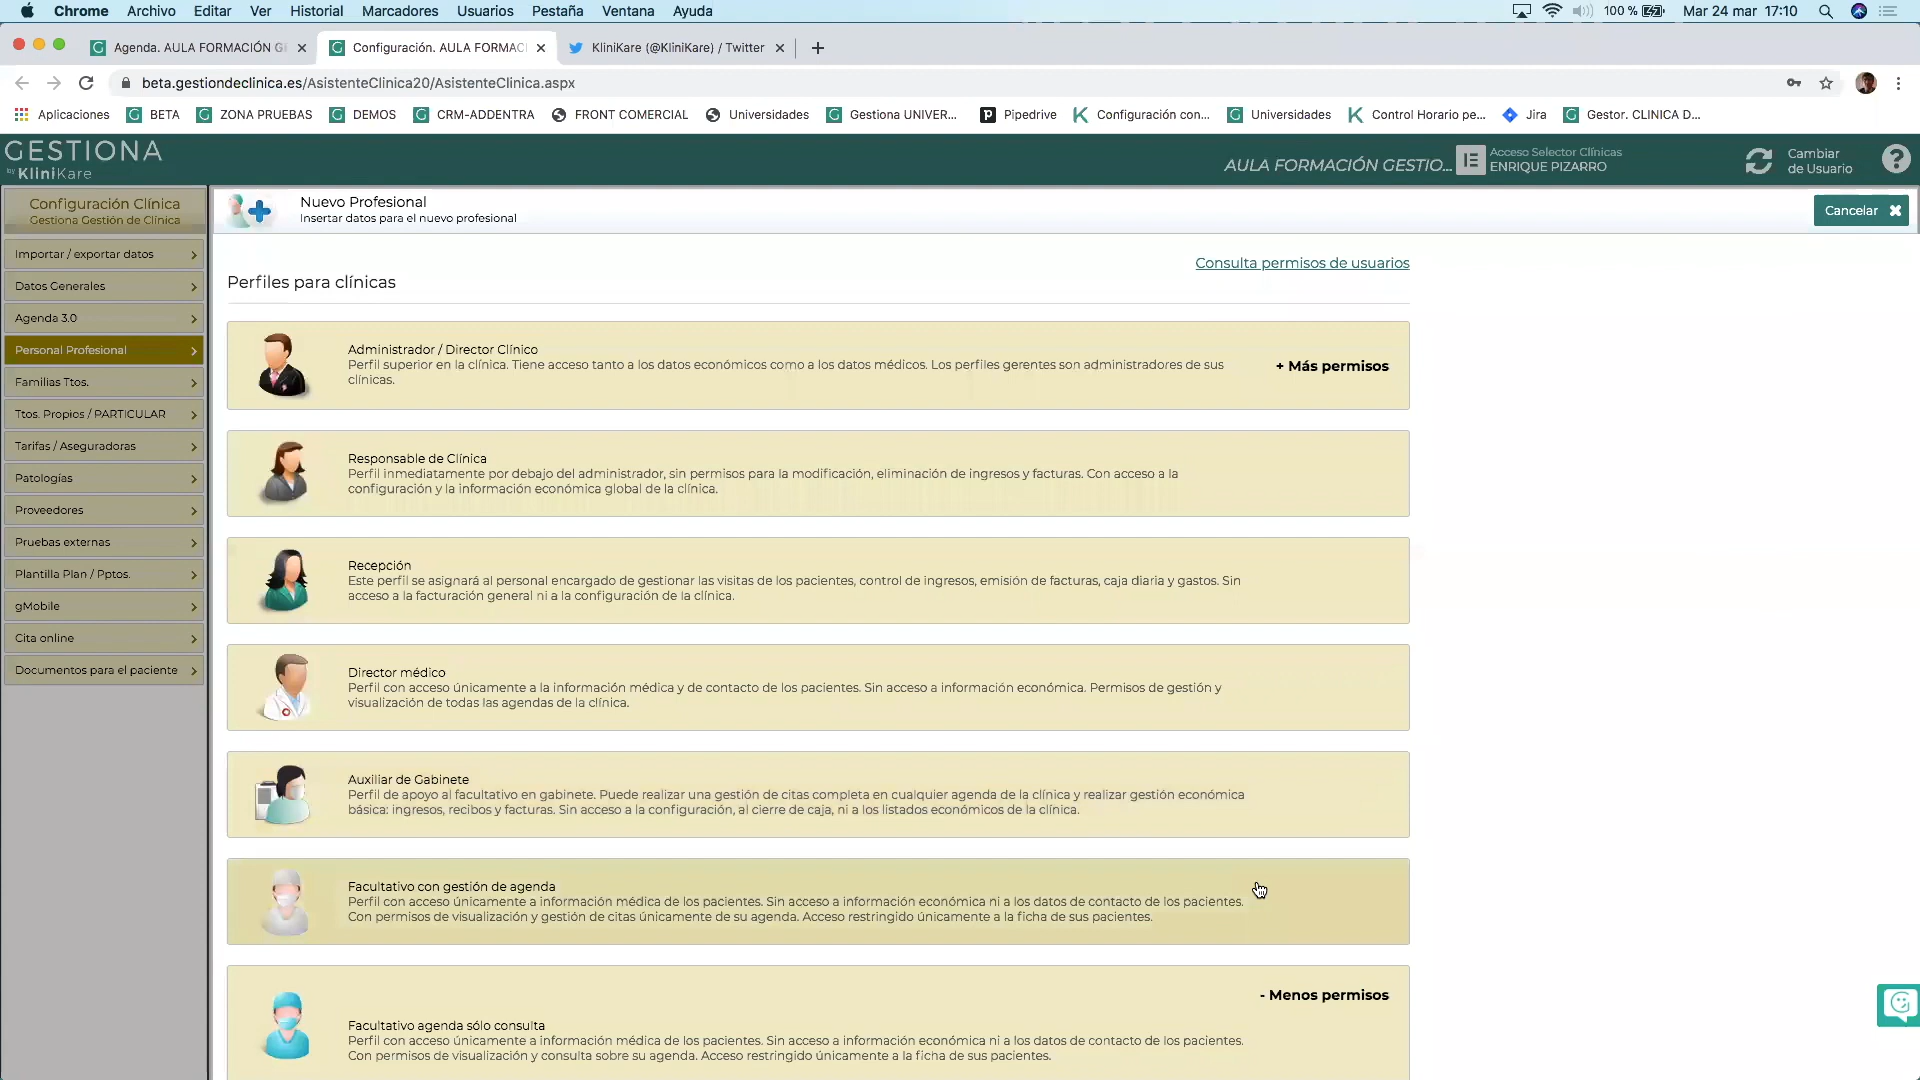 Chrome Archivo Editar Ver Historial Marcadores Usuarios Pestaña Ventana Ayuda 100 % Mar 24 mar 17:10
Agenda. AULA FORMACIÓN GE Configuración. AULA FORMAC KliniKare (@KliniKare) / Twitter
beta.gestiondeclinica.es/AsistenteClinica20/AsistenteClinica.aspx
Aplicaciones BETA ZONA PRUEBAS DEMOS CRM-ADDENTRA FRONT COMERCIAL Universidades Gestiona UNIVER... Pipedrive Configuración con... Universidades Control Horario pe... Jira Gestor. CLINICA D...
GESTIONA
by KliniKare
AULA FORMACIÓN GESTIO...
Acceso Selector Clínicas
ENRIQUE PIZARRO
Cambiar
de Usuario
Configuración Clínica
Gestiona Gestión de Clínica
Importar / exportar datos
Datos Generales
Agenda 3.0
Personal Profesional
Familias Ttos.
Ttos. Propios / PARTICULAR
Tarifas / Aseguradoras
Patologías
Proveedores
Pruebas externas
Plantilla Plan / Pptos.
gMobile
Cita online
Documentos para el paciente
Nuevo Profesional
Insertar datos para el nuevo profesional
Cancelar
Consulta permisos de usuarios
Perfiles para clínicas
Administrador / Director Clínico
Perfil superior en la clínica. Tiene acceso tanto a los datos económicos como a los datos médicos. Los perfiles gerentes son administradores de sus
clínicas.
+ Más permisos
Responsable de Clínica
Perfil inmediatamente por debajo del administrador, sin permisos para la modificación, eliminación de ingresos y facturas. Con acceso a la
configuración y la información económica global de la clínica.
Recepción
Este perfil se asignará al personal encargado de gestionar las visitas de los pacientes, control de ingresos, emisión de facturas, caja diaria y gastos. Sin
acceso a la facturación general ni a la configuración de la clínica.
Director médico
Perfil con acceso únicamente a la información médica y de contacto de los pacientes. Sin acceso a información económica. Permisos de gestión y
visualización de todas las agendas de la clínica.
Auxiliar de Gabinete
Perfil de apoyo al facultativo en gabinete. Puede realizar una gestión de citas completa en cualquier agenda de la clínica y realizar gestión económica
básica: ingresos, recibos y facturas. Sin acceso a la configuración, al cierre de caja, ni a los listados económicos de la clínica.
Facultativo con gestión de agenda
Perfil con acceso únicamente a información médica de los pacientes. Sin acceso a información económica ni a los datos de contacto de los pacientes.
Con permisos de visualización y gestión de citas únicamente de su agenda. Acceso restringido únicamente a la ficha de sus pacientes.
- Menos permisos
Facultativo agenda sólo consulta
Perfil con acceso únicamente a información médica de los pacientes. Sin acceso a información económica ni a los datos de contacto de los pacientes.
Con permisos de visualización y consulta sobre su agenda. Acceso restringido únicamente a la ficha de sus pacientes.